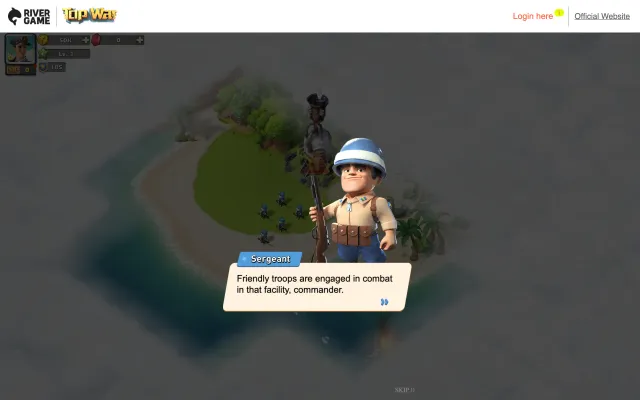 RIVER GAME
Top War
Login here
Official Website
Sergeant
Friendly troops are engaged in combat
in that facility, commander.
SKIP